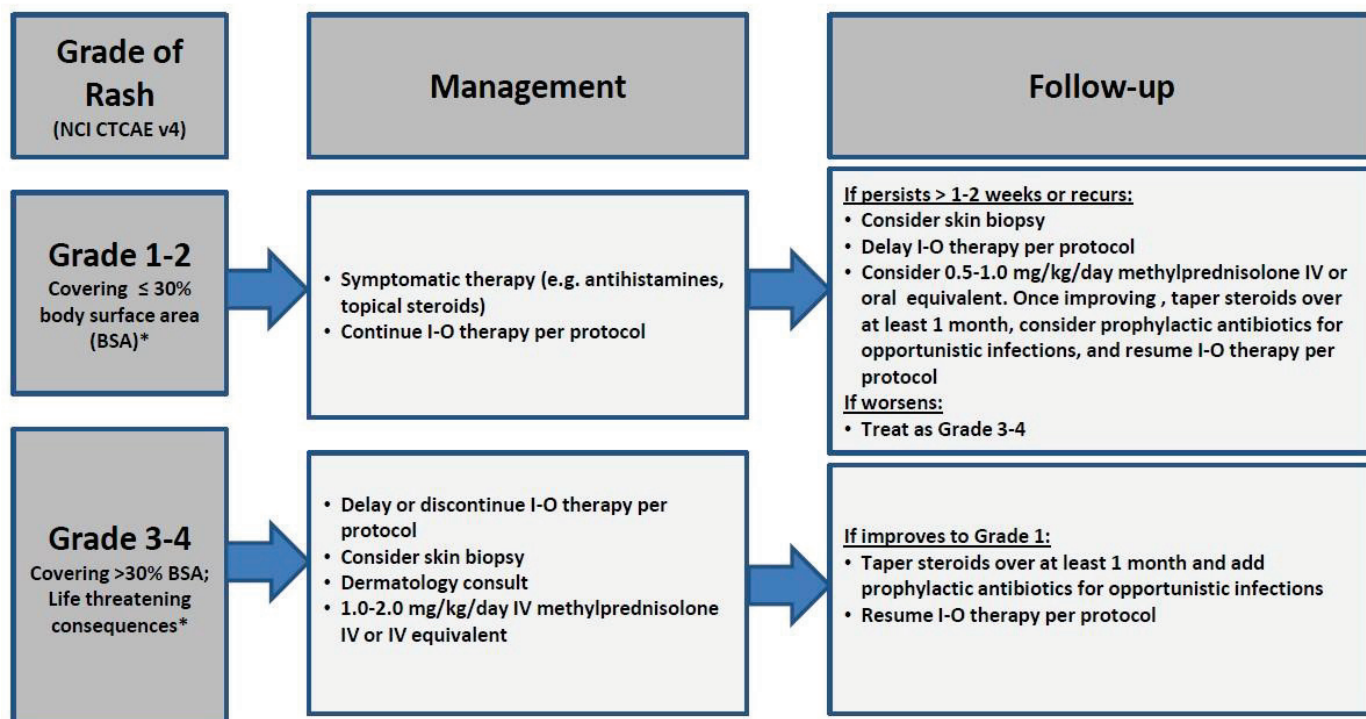 Grade of
Rash
(NCI CTCAE v4)
Management
Follow-up
Grade 1-2
Covering ≤ 30%
body surface area
(BSA)*
• Symptomatic therapy (e.g. antihistamines,
topical steroids)
• Continue I-O therapy per protocol
If persists > 1-2 weeks or recurs:
• Consider skin biopsy
• Delay I-O therapy per protocol
• Consider 0.5-1.0 mg/kg/day methylprednisolone IV or
oral equivalent. Once improving , taper steroids over
at least 1 month, consider prophylactic antibiotics for
opportunistic infections, and resume I-O therapy per
protocol
If worsens:
• Treat as Grade 3-4
Grade 3-4
Covering >30% BSA;
Life threatening
consequences*
• Delay or discontinue I-O therapy per
protocol
• Consider skin biopsy
• Dermatology consult
• 1.0-2.0 mg/kg/day IV methylprednisolone
IV or IV equivalent
If improves to Grade 1:
• Taper steroids over at least 1 month and add
prophylactic antibiotics for opportunistic infections
• Resume I-O therapy per protocol